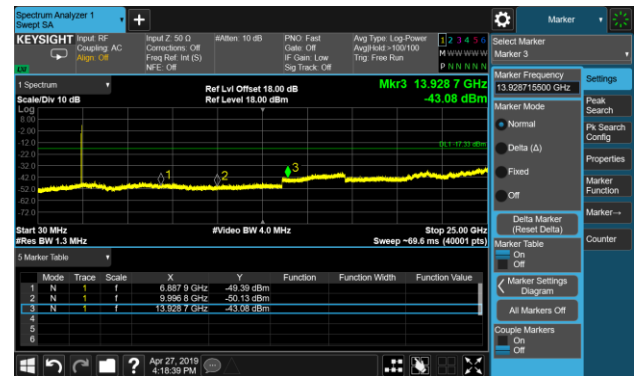 Spectrum Analyzer 1
Swept SA
+
Marker
KEYSIGHT
Input: RF
Coupling: AC
Align: Off
Input Z: 50 Ω
Corrections: Off
Freq Ref: Int (S)
NFE: Off
#Atten: 10 dB
PNO: Fast
Gate: Off
IF Gain: Low
Sig Track: Off
Avg Type: Log-Power
Avg|Hold:>100/100
Trig: Free Run
1 2 3 4 5 6
M W W W W W
P N N N N N
LXI
Select Marker
Marker 3
1 Spectrum
Scale/Div 10 dB
Ref Lvl Offset 18.00 dB
Ref Level 18.00 dBm
Mkr3 13.928 7 GHz
-43.08 dBm
Log
8.00
-2.00
-12.0
-22.0
-32.0
-42.0
-52.0
-62.0
-72.0
DL1 -17.33 dBm
1
2
3
Start 30 MHz
#Res BW 1.3 MHz
#Video BW 4.0 MHz
Stop 25.00 GHz
Sweep ~69.6 ms (40001 pts)
5 Marker Table
Mode Trace Scale X Y Function Function Width Function Value
1 N 1 f 6.887 9 GHz -49.39 dBm
2 N 1 f 9.996 8 GHz -50.13 dBm
3 N 1 f 13.928 7 GHz -43.08 dBm
4
5
6
Marker Frequency
13.928715500 GHz
Marker Mode
Normal
Delta (Δ)
Fixed
Off
Delta Marker
(Reset Delta)
Marker Table
On
Off
Marker Settings
Diagram
All Markers Off
Couple Markers
On
Off
Settings
Peak
Search
Pk Search
Config
Properties
Marker
Function
Marker→
Counter
?
Apr 27, 2019
4:18:39 PM